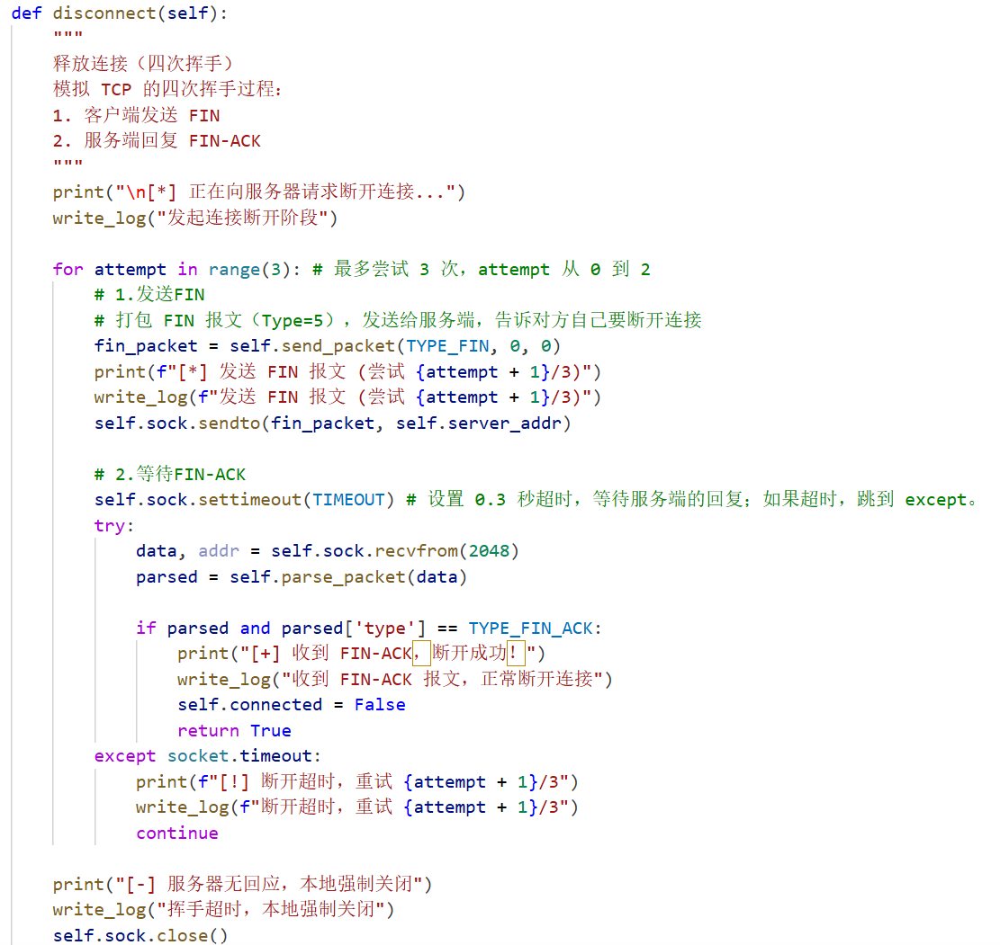 def disconnect(self):
"""
释放连接（四次挥手）
模拟 TCP 的四次挥手过程：
1. 客户端发送 FIN
2. 服务端回复 FIN-ACK
"""
print("\n[*] 正在向服务器请求断开连接...")
write_log("发起连接断开阶段")
for attempt in range(3): # 最多尝试 3 次，attempt 从 0 到 2
# 1.发送FIN
# 打包 FIN 报文（Type=5），发送给服务端，告诉对方自己要断开连接
fin_packet = self.send_packet(TYPE_FIN, 0, 0)
print(f"[*] 发送 FIN 报文 (尝试 {attempt + 1}/3)")
write_log(f"发送 FIN 报文 (尝试 {attempt + 1}/3)")
self.sock.sendto(fin_packet, self.server_addr)
# 2.等待FIN-ACK
self.sock.settimeout(TIMEOUT) # 设置 0.3 秒超时，等待服务端的回复；如果超时，跳到 except。
try:
data, addr = self.sock.recvfrom(2048)
parsed = self.parse_packet(data)
if parsed and parsed['type'] == TYPE_FIN_ACK:
print("[+] 收到 FIN-ACK，断开成功！")
write_log("收到 FIN-ACK 报文，正常断开连接")
self.connected = False
return True
except socket.timeout:
print(f"[!] 断开超时，重试 {attempt + 1}/3")
write_log(f"断开超时，重试 {attempt + 1}/3")
continue
print("[-] 服务器无回应，本地强制关闭")
write_log("挥手超时，本地强制关闭")
self.sock.close()